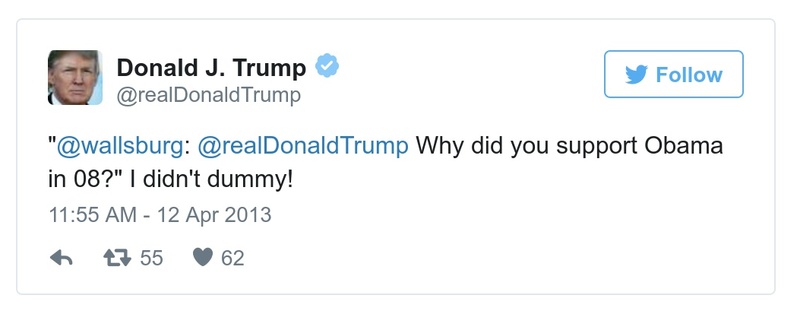 Donald J. Trump
@realDonaldTrump
Follow
"@wallsburg: @realDonaldTrump Why did you support Obama
in 08?" I didn't dummy!
11:55 AM - 12 Apr 2013
55 62